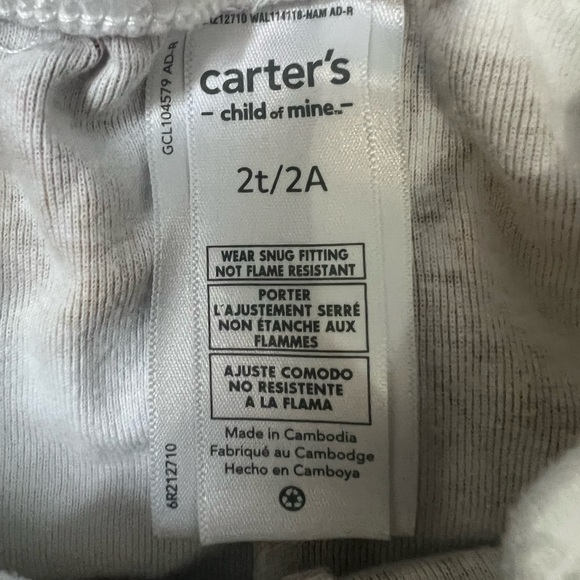 212710 WAL114118-HAM AD-R
GCL104579 AD-R
carter's
- child of mine™-
2t/2A
WEAR SNUG FITTING
NOT FLAME RESISTANT
PORTER
L'AJUSTEMENT SERRÉ
NON ÉTANCHE AUX
FLAMMES
AJUSTE COMODO
NO RESISTENTE
A LA FLAMA
Made in Cambodia
Fabriqué au Cambodge
Hecho en Camboya
6R212710